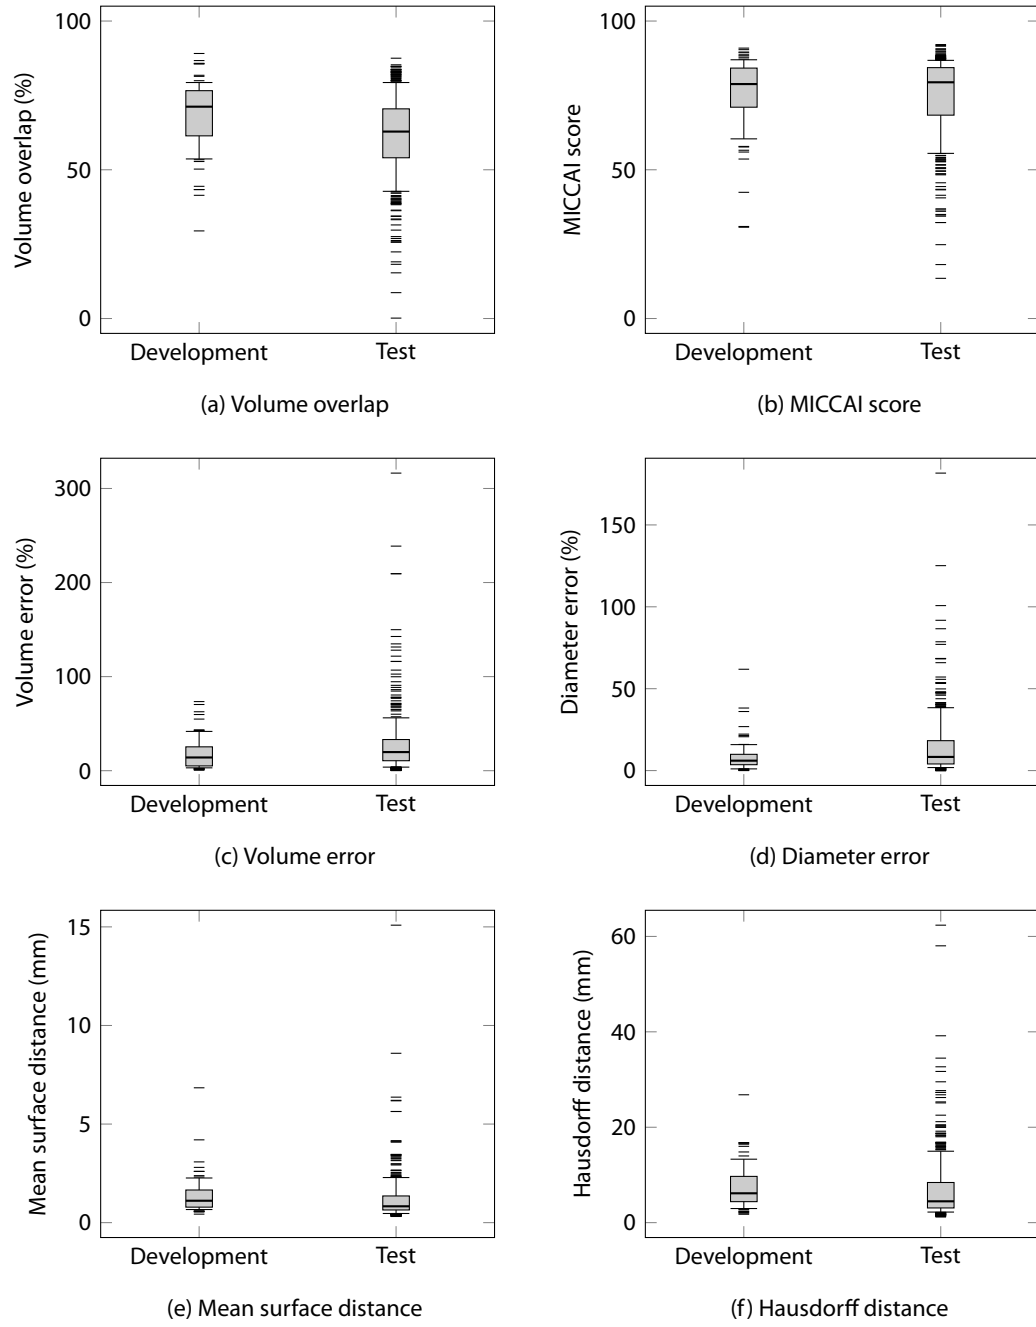 100
50
0
Volume overlap (%)
Development
Test
(a) Volume overlap
100
50
0
MICCAI score
Development
Test
(b) MICCAI score
300
200
100
0
Volume error (%)
Development
Test
(c) Volume error
150
100
50
0
Diameter error (%)
Development
Test
(d) Diameter error
15
10
5
0
Mean surface distance (mm)
Development
Test
(e) Mean surface distance
60
40
20
0
Hausdorff distance (mm)
Development
Test
(f) Hausdorff distance